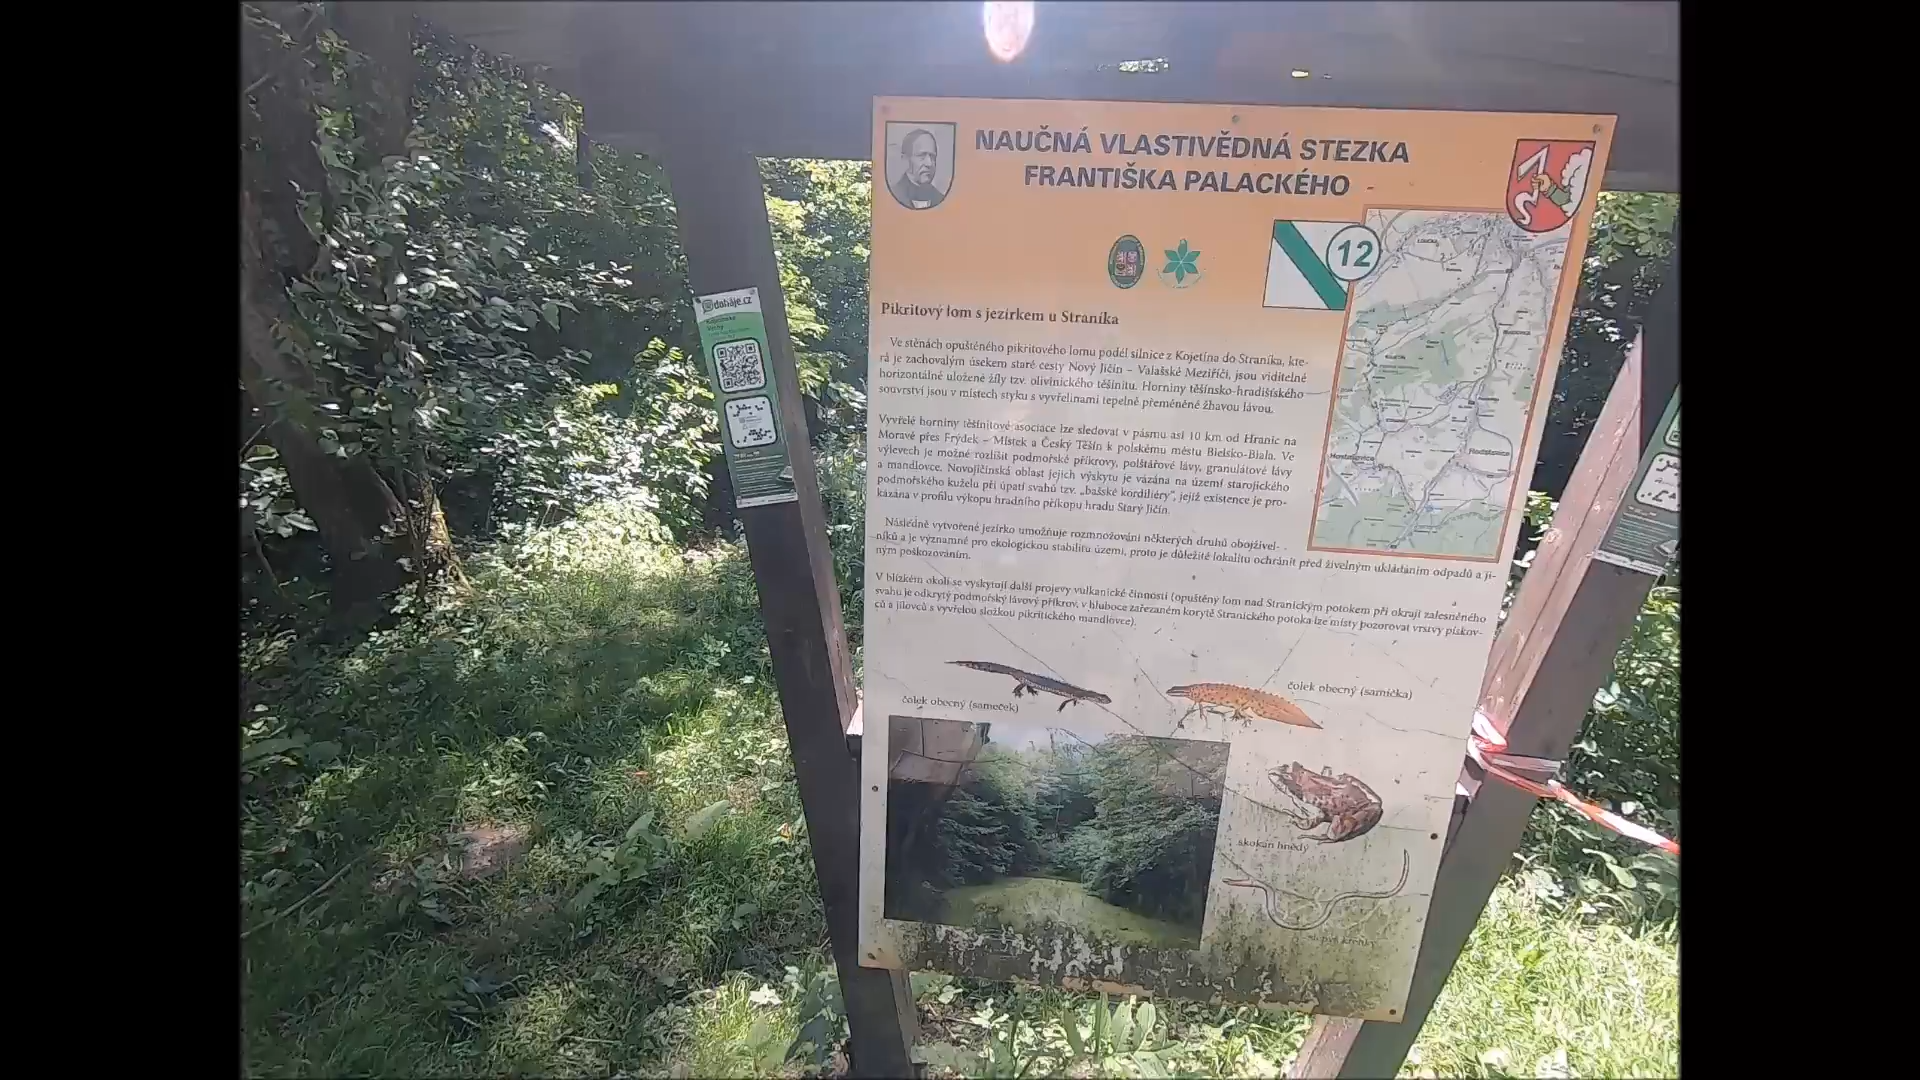 NAUČNÁ VLASTIVĚDNÁ STEZKA
FRANTIŠKA PALACKÉHO
12
doháje.cz
Pikritový lom s jezírkem u Straníka
Ve stěnách opuštěného pikritového lomu podél silnice z Kojetína do Straníka, kte-
rá je zachovalým úsekem staré cesty Nový Jičín – Valašské Meziříčí, jsou viditelné
horizontálně uložené žíly tzv. olivinického těšínitu. Horniny těšínsko-hradišťského
souvrství jsou v místech styku s vyvřelinami tepelně přeměněné žhavou lávou.
Vyvřelé horniny těšínitové asociace lze sledovat v pásmu asi 10 km od Hranic na
Moravě přes Frýdek – Místek a Český Těšín k polskému městu Bielsko-Biala. Ve
výlevech je možné rozlišit podmořské příkrovy, polštářové lávy, granulátové lávy
a mandlovce. Novojičínská oblast jejich výskytu je vázána na území starojického
podmořského kuželu při úpatí svahů tzv. „bašské kordiliéry", jejíž existence je pro-
kázána v profilu výkopu hradního příkopu hradu Starý Jičín.
Následně vytvořené jezírko umožňuje rozmnožování některých druhů obojživel-
níků a je významné pro ekologickou stabilitu území, proto je důležité lokalitu ochránit před živelným ukládáním odpadů a ji-
ným poškozováním.
V blízkém okolí se vyskytují další projevy vulkanické činnosti (opuštěný lom nad Stranickým potokem při okraji zalesněného
svahu je odkrytý podmořský lávový příkrov, v hluboce zařezaném korytě Stranického potoka lze místy pozorovat vrstvy pískov-
ců a jílovců s vyvřelou složkou pikritického mandlovce).
čolek obecný (sameček)
čolek obecný (samička)
skokan hnědý
slepýš křehký